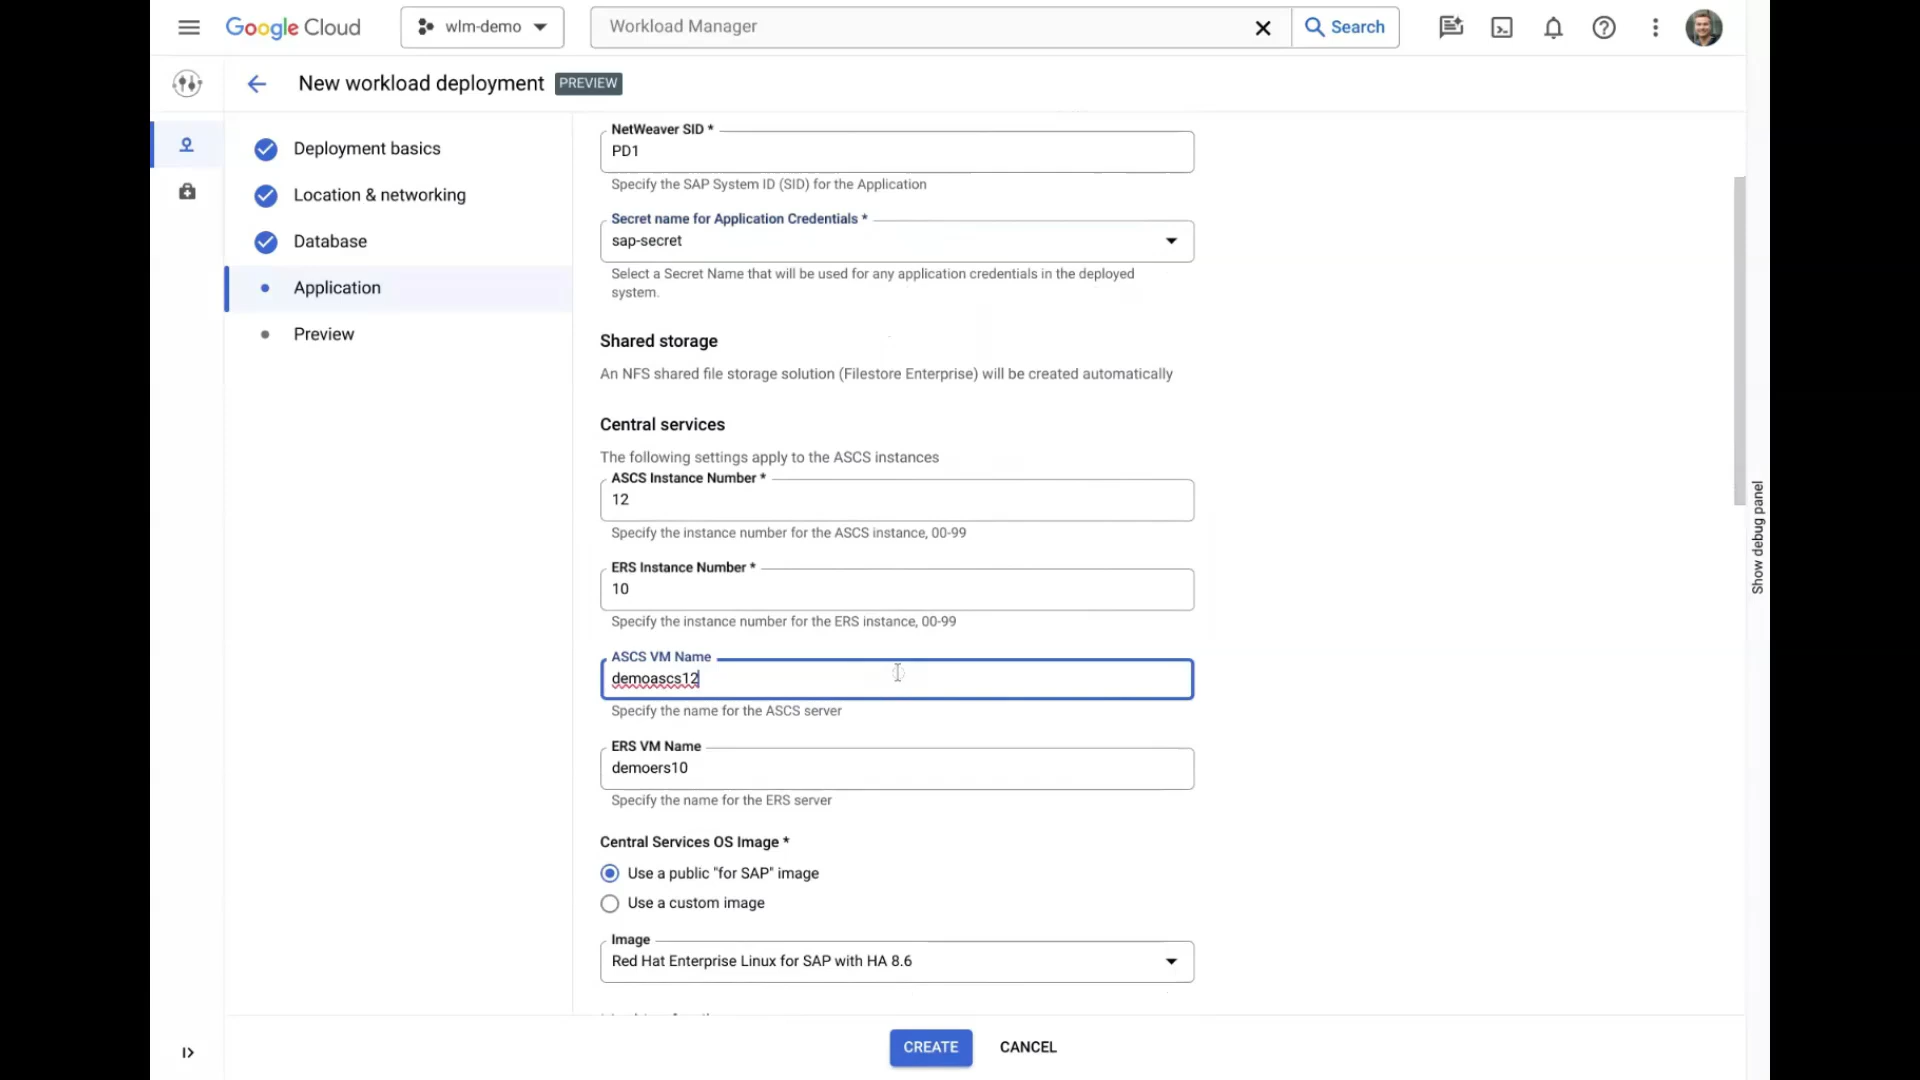 Google Cloud
wlm-demo
Workload Manager
Search
New workload deployment
PREVIEW
Deployment basics
Location & networking
Database
Application
Preview
NetWeaver SID *
PD1
Specify the SAP System ID (SID) for the Application
Secret name for Application Credentials *
sap-secret
Select a Secret Name that will be used for any application credentials in the deployed
system.
Shared storage
An NFS shared file storage solution (Filestore Enterprise) will be created automatically
Central services
The following settings apply to the ASCS instances
ASCS Instance Number *
12
Specify the instance number for the ASCS instance, 00-99
ERS Instance Number *
10
Specify the instance number for the ERS instance, 00-99
ASCS VM Name
demoascs12
Specify the name for the ASCS server
ERS VM Name
demoers10
Specify the name for the ERS server
Central Services OS Image *
Use a public "for SAP" image
Use a custom image
Image
Red Hat Enterprise Linux for SAP with HA 8.6
CREATE
CANCEL
Show debug panel